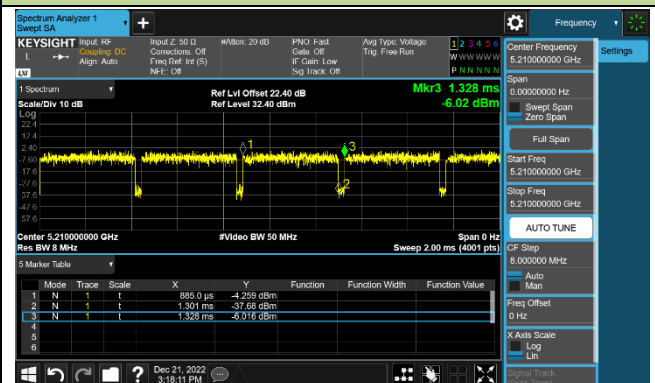 Spectrum Analyzer 1
Swept SA
+
Frequency
KEYSIGHT Input: RF
Coupling: DC
Align: Auto
Input Z: 50 Ω
Corrections: Off
Freq Ref: Int (S)
NFE: Off
#Atten: 20 dB
PNO: Fast
Gate: Off
IF Gain: Low
Sig Track: Off
Avg Type: Voltage
Trig: Free Run
1 2 3 4 5 6
W W W W W W
P N N N N N
L
LXI
1 Spectrum
Scale/Div 10 dB
Ref Lvl Offset 22.40 dB
Ref Level 32.40 dBm
Mkr3 1.328 ms
-6.02 dBm
Log
22.4
12.4
2.40
-7.60
-17.6
-27.6
-37.6
-47.6
-57.6
1
3
2
Center 5.210000000 GHz
Res BW 8 MHz
#Video BW 50 MHz
Span 0 Hz
Sweep 2.00 ms (4001 pts)
5 Marker Table
Mode Trace Scale X Y Function Function Width Function Value
1 N 1 t 885.0 µs -4.259 dBm
2 N 1 t 1.301 ms -37.68 dBm
3 N 1 t 1.328 ms -6.016 dBm
4
5
6
Dec 21, 2022
3:18:11 PM
Center Frequency
5.210000000 GHz
Settings
Span
0.00000000 Hz
Swept Span
Zero Span
Full Span
Start Freq
5.210000000 GHz
Stop Freq
5.210000000 GHz
AUTO TUNE
CF Step
8.000000 MHz
Auto
Man
Freq Offset
0 Hz
X Axis Scale
Log
Lin
Signal Track